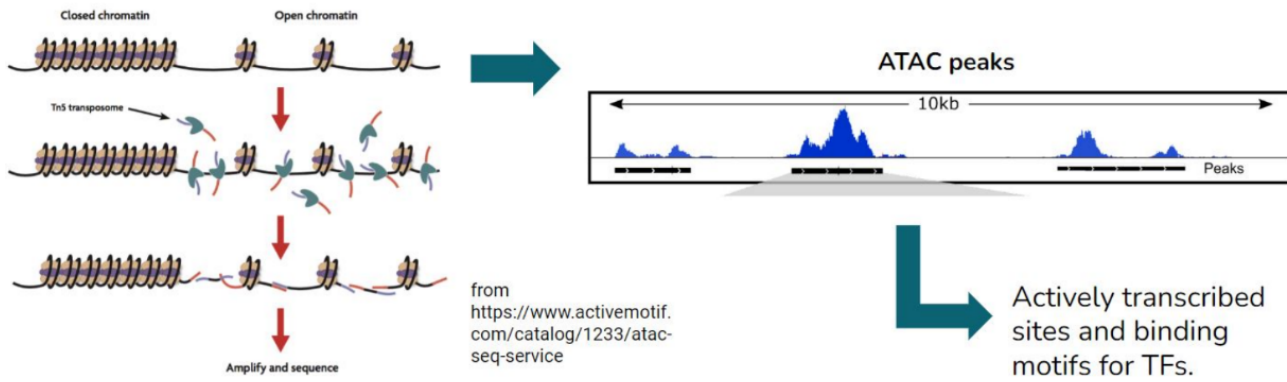 Closed chromatin
Open chromatin
Tn5 transposome
Amplify and sequence
from
https://www.activemotif.
com/catalog/1233/atac-
seq-service
ATAC peaks
10kb
Peaks
Actively transcribed
sites and binding
motifs for TFs.